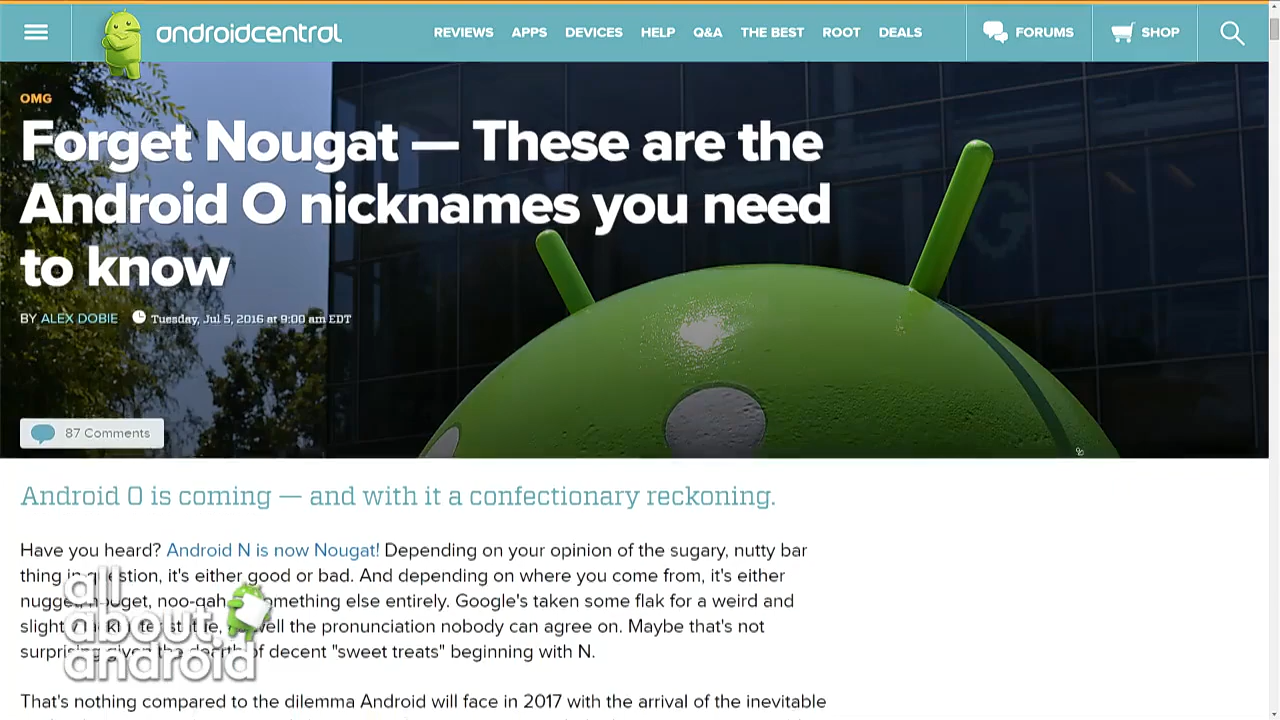 androidcentral
REVIEWS APPS DEVICES HELP Q&A THE BEST ROOT DEALS FORUMS SHOP
OMG
Forget Nougat — These are the
Android O nicknames you need
to know
BY ALEX DOBIE Tuesday, Jul 5, 2016 at 9:00 am EDT
87 Comments
Android O is coming — and with it a confectionary reckoning.
Have you heard? Android N is now Nougat! Depending on your opinion of the sugary, nutty bar
thing in question, it's either good or bad. And depending on where you come from, it's either
nugget, nouget, noo-gah something else entirely. Google's taken some flak for a weird and
slightly lackluster statue, as well the pronunciation nobody can agree on. Maybe that's not
surprising given the dearth of decent "sweet treats" beginning with N.
all
about
android
That's nothing compared to the dilemma Android will face in 2017 with the arrival of the inevitable